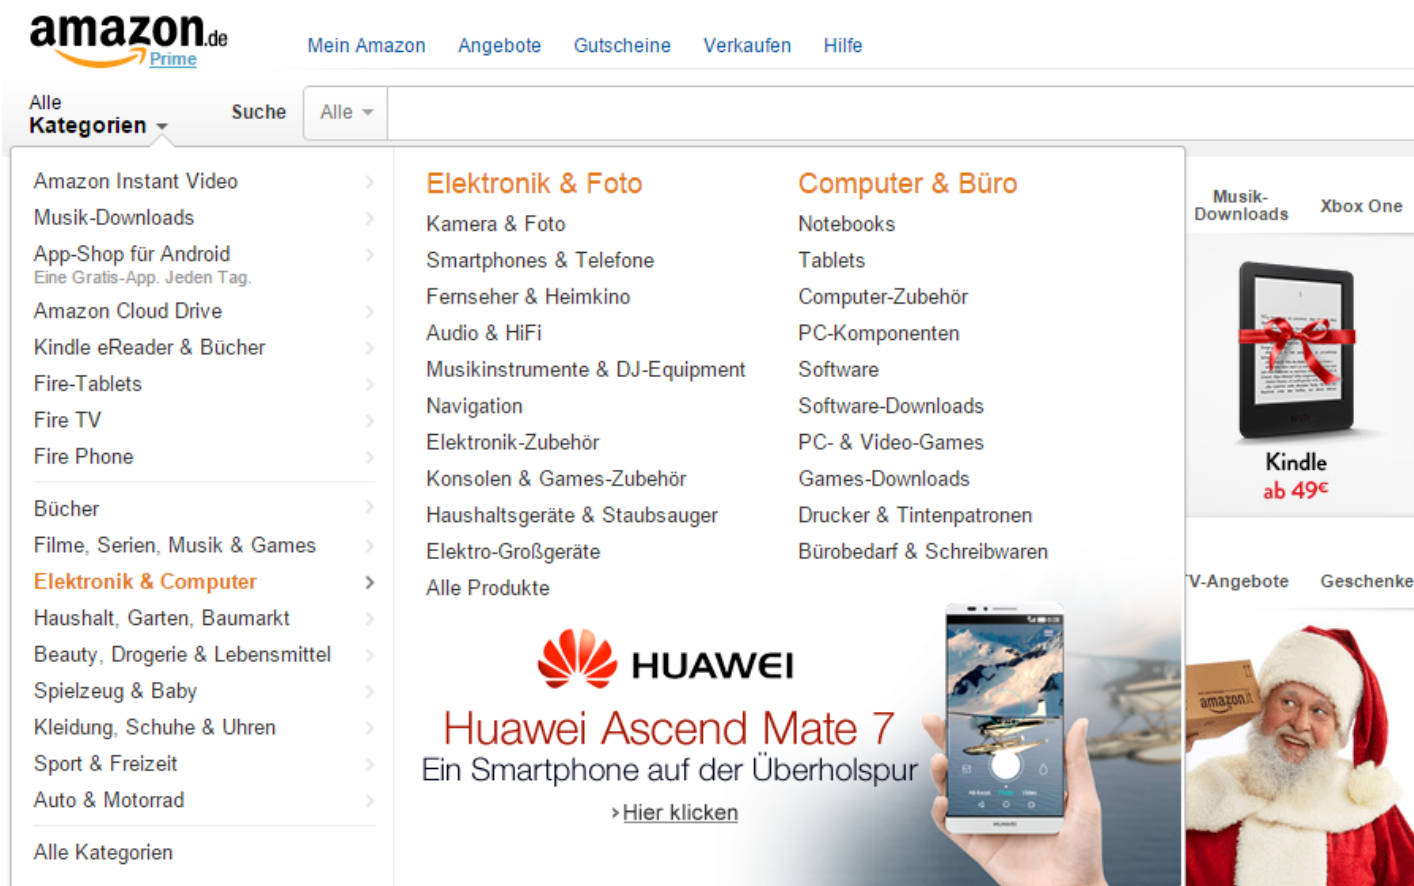 amazon.de
Prime
Mein Amazon Angebote Gutscheine Verkaufen Hilfe
Alle
Kategorien
Suche
Alle
Amazon Instant Video
Musik-Downloads
App-Shop für Android
Eine Gratis-App. Jeden Tag.
Amazon Cloud Drive
Kindle eReader & Bücher
Fire-Tablets
Fire TV
Fire Phone
Bücher
Filme, Serien, Musik & Games
Elektronik & Computer
Haushalt, Garten, Baumarkt
Beauty, Drogerie & Lebensmittel
Spielzeug & Baby
Kleidung, Schuhe & Uhren
Sport & Freizeit
Auto & Motorrad
Alle Kategorien
Elektronik & Foto
Kamera & Foto
Smartphones & Telefone
Fernseher & Heimkino
Audio & HiFi
Musikinstrumente & DJ-Equipment
Navigation
Elektronik-Zubehör
Konsolen & Games-Zubehör
Haushaltsgeräte & Staubsauger
Elektro-Großgeräte
Alle Produkte
Computer & Büro
Notebooks
Tablets
Computer-Zubehör
PC-Komponenten
Software
Software-Downloads
PC- & Video-Games
Games-Downloads
Drucker & Tintenpatronen
Bürobedarf & Schreibwaren
HUAWEI
Huawei Ascend Mate 7
Ein Smartphone auf der Überholspur
Hier klicken
HUAWEI
Musik-
Downloads
Xbox One
Kindle
ab 49€
TV-Angebote Geschenke
amazon.it